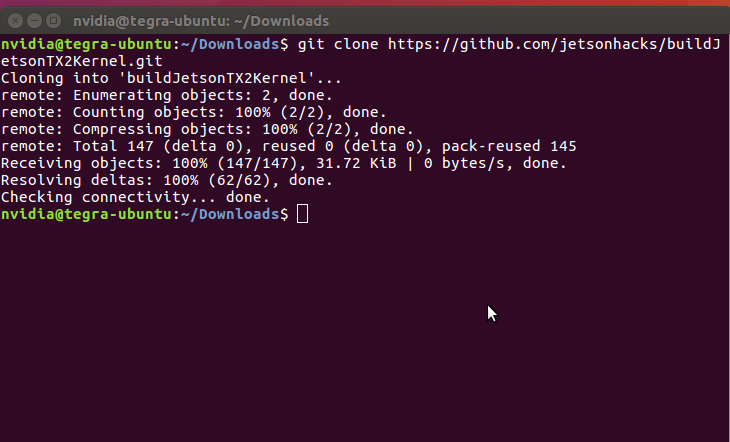 nvidia@tegra-ubuntu: ~/Downloads
nvidia@tegra-ubuntu:~/Downloads$ git clone https://github.com/jetsonhacks/buildJ
etsonTX2Kernel.git
Cloning into 'buildJetsonTX2Kernel'...
remote: Enumerating objects: 2, done.
remote: Counting objects: 100% (2/2), done.
remote: Compressing objects: 100% (2/2), done.
remote: Total 147 (delta 0), reused 0 (delta 0), pack-reused 145
Receiving objects: 100% (147/147), 31.72 KiB | 0 bytes/s, done.
Resolving deltas: 100% (62/62), done.
Checking connectivity... done.
nvidia@tegra-ubuntu:~/Downloads$